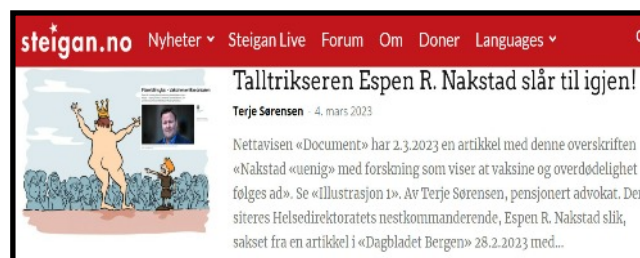 steigan.no Nyheter Steigan Live Forum Om Doner Languages
Talltrikseren Espen R. Nakstad slår til igjen!
Terje Sørensen - 4. mars 2023
Nettavisen «Document» har 2.3.2023 en artikkel med denne overskriften
«Nakstad «uenig» med forskning som viser at vaksine og overdødelighet
følges ad». Se «Illustrasjon 1». Av Terje Sørensen, pensjonert advokat. Der
siteres Helsedirektoratets nestkommanderende, Espen R. Nakstad slik,
sakset fra en artikkel i «Dagbladet Bergen» 28.2.2023 med...